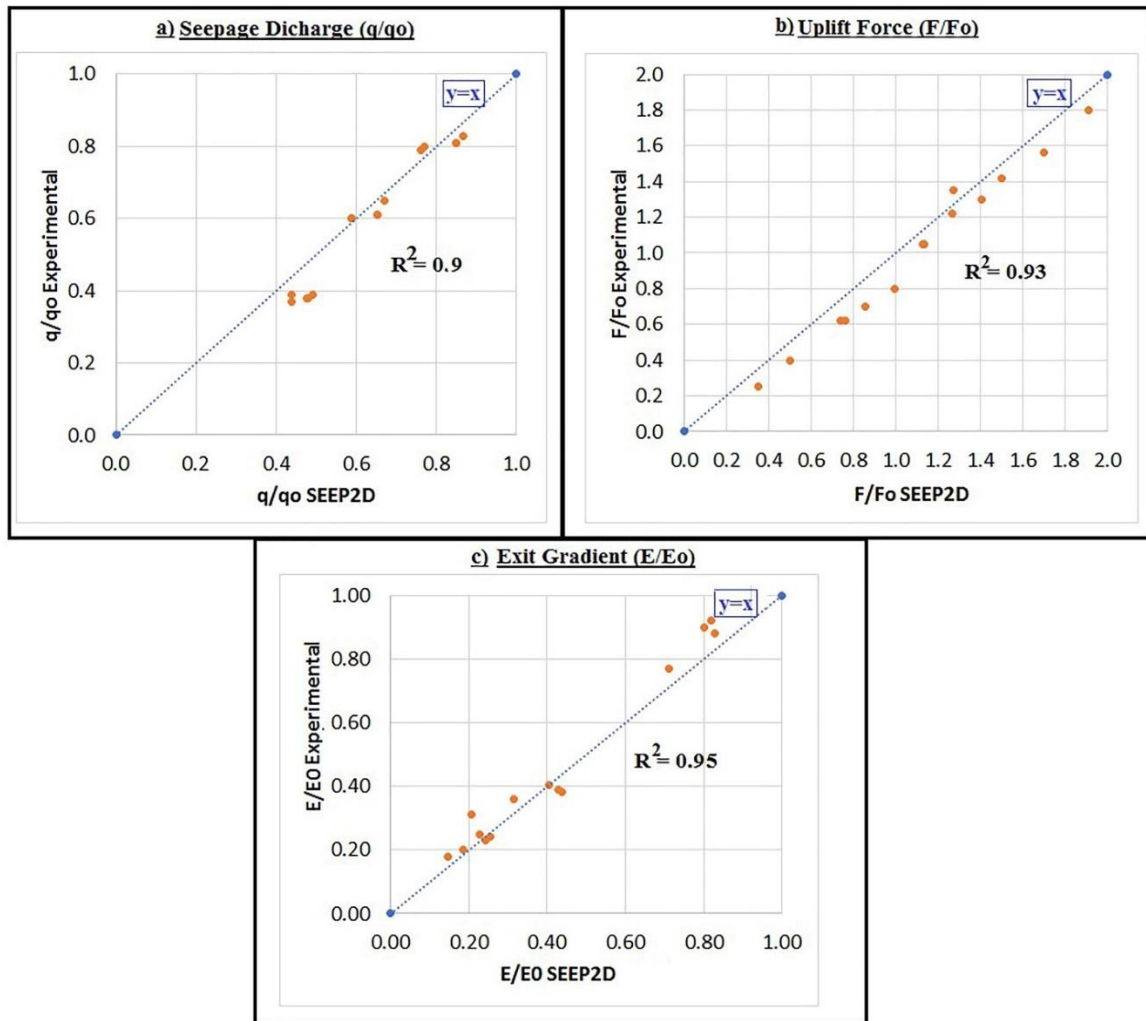 a) Seepage Dicharge (q/qo)
1.0
0.8
0.6
0.4
0.2
0.0
q/qo Experimental
y=x
R2= 0.9
0.0 0.2 0.4 0.6 0.8 1.0
q/qo SEEP2D
b) Uplift Force (F/Fo)
2.0
1.8
1.6
1.4
1.2
1.0
0.8
0.6
0.4
0.2
0.0
F/Fo Experimental
y=x
R2= 0.93
0.0 0.2 0.4 0.6 0.8 1.0 1.2 1.4 1.6 1.8 2.0
F/Fo SEEP2D
c) Exit Gradient (E/Eo)
1.00
0.80
0.60
0.40
0.20
0.00
E/E0 Experimental
y=x
R2= 0.95
0.00 0.20 0.40 0.60 0.80 1.00
E/E0 SEEP2D